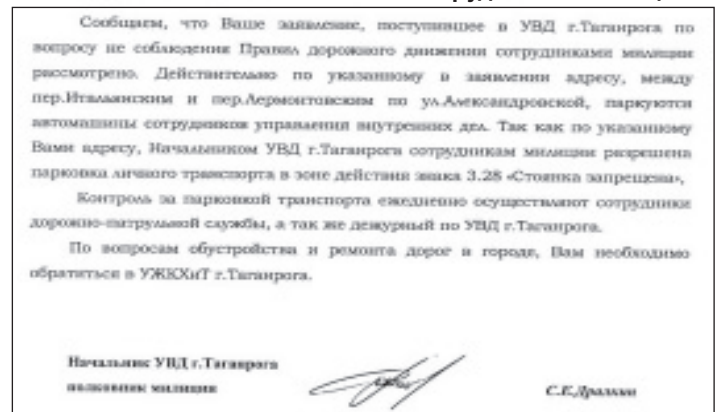 Сообщаем, что Ваше заявление, поступившее в УВД г.Таганрога по
вопросу не соблюдения Правил дорожного движения сотрудниками милиции
рассмотрено. Действительно по указанному в заявлении адресу, между
пер.Итальянским и пер.Лермонтовским по ул.Александровской, паркуются
автомашины сотрудников управления внутренних дел. Так как по указанному
Вами адресу, Начальником УВД г.Таганрога сотрудникам милиции разрешена
парковка личного транспорта в зоне действия знака 3.28 «Стоянка запрещена»,
Контроль за парковкой транспорта ежедневно осуществляют сотрудники
дорожно-патрульной службы, а так же дежурный по УВД г.Таганрога.
По вопросам обустройства и ремонта дорог в городе, Вам необходимо
обратиться в УЖКХиТ г.Таганрога.
Начальник УВД г.Таганрога
полковник милиции
С.Е.Дралкин